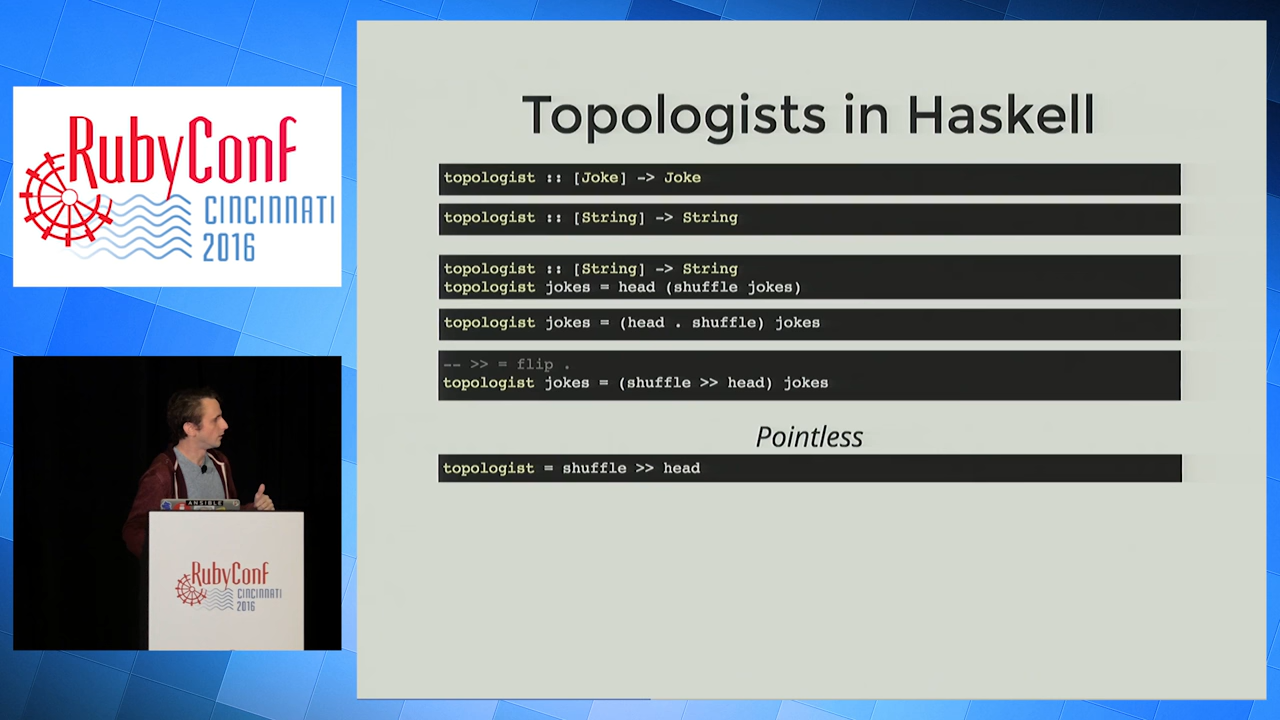 RubyConf
CINCINNATI
2016
Topologists in Haskell
topologist :: [Joke] -> Joke
topologist :: [String] -> String
topologist :: [String] -> String
topologist jokes = head (shuffle jokes)
topologist jokes = (head . shuffle) jokes
-- >> = flip .
topologist jokes = (shuffle >> head) jokes
Pointless
topologist = shuffle >> head
ANSIBLE
RubyConf
CINCINNATI
2016